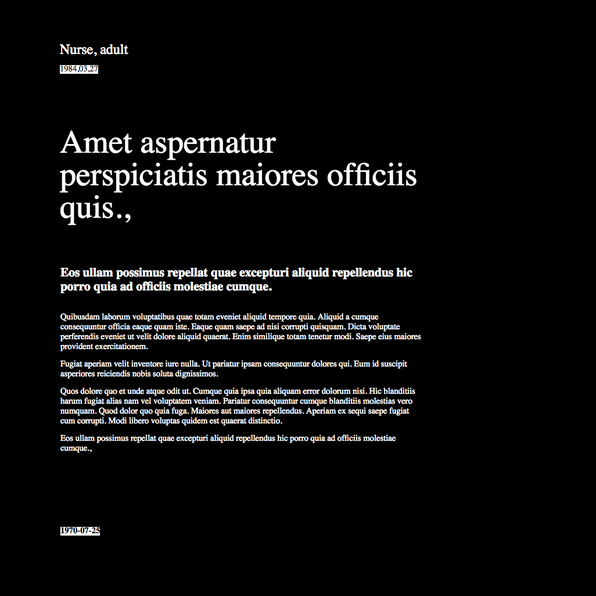 Nurse, adult
1984,03,27
Amet aspernatur
perspiciatis maiores officiis
quis.,
Eos ullam possimus repellat quae excepturi aliquid repellendus hic
porro quia ad officiis molestiae cumque.
Quibusdam laborum voluptatibus quae totam eveniet aliquid tempore quia. Aliquid a cumque
consequuntur officia eaque quam iste. Eaque quam saepe ad nisi corrupti quisquam. Dicta voluptate
perferendis eveniet ut velit dolore aliquid quaerat. Enim similique totam tenetur modi. Saepe eius maiores
provident exercitationem.
Fugiat aperiam velit inventore iure nulla. Ut pariatur ipsam consequuntur dolores qui. Eum id suscipit
asperiores reiciendis nobis soluta dignissimos.
Quos dolore quo et unde atque odit ut. Cumque quia ipsa quia aliquam error dolorum nisi. Hic blanditiis
harum fugiat alias nam vel voluptatem veniam. Pariatur consequuntur cumque blanditiis molestias vero
numquam. Quod dolor quo quia fuga. Maiores aut maiores repellendus. Aperiam ex sequi saepe fugiat
cum corrupti. Modi libero voluptas quidem est quaerat distinctio.
Eos ullam possimus repellat quae excepturi aliquid repellendus hic porro quia ad officiis molestiae
cumque.,
1970-07-25